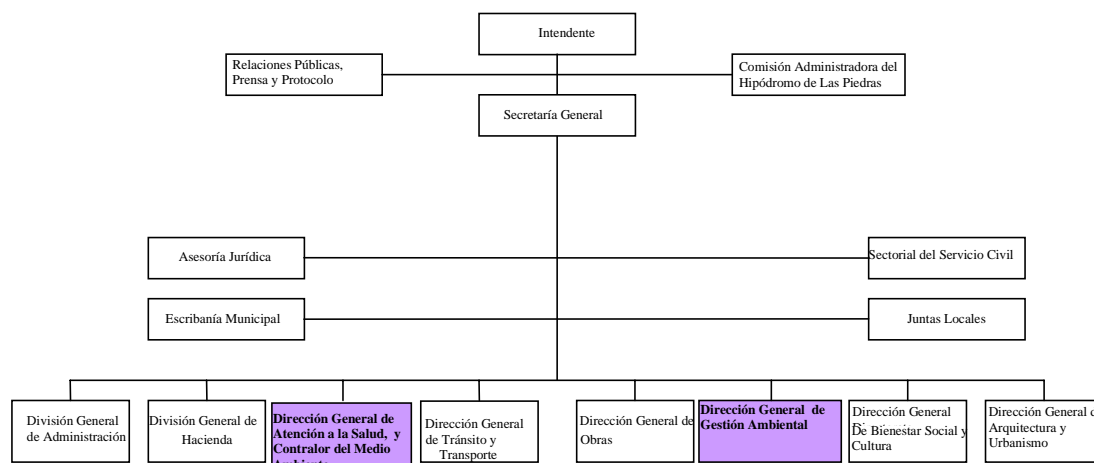 Intendente
Relaciones Públicas,
Prensa y Protocolo
Comisión Administradora del
Hipódromo de Las Piedras
Secretaría General
Asesoría Jurídica
Sectorial del Servicio Civil
Escribanía Municipal
Juntas Locales
División General
de Administración
División General de
Hacienda
Dirección General de
Atención a la Salud, y
Contralor del Medio
Ambiente
Dirección General
de Tránsito y
Transporte
Dirección General de
Obras
Dirección General de
Gestión Ambiental
Dirección General
De Bienestar Social y
Cultura
Dirección General d
Arquitectura y
Urbanismo